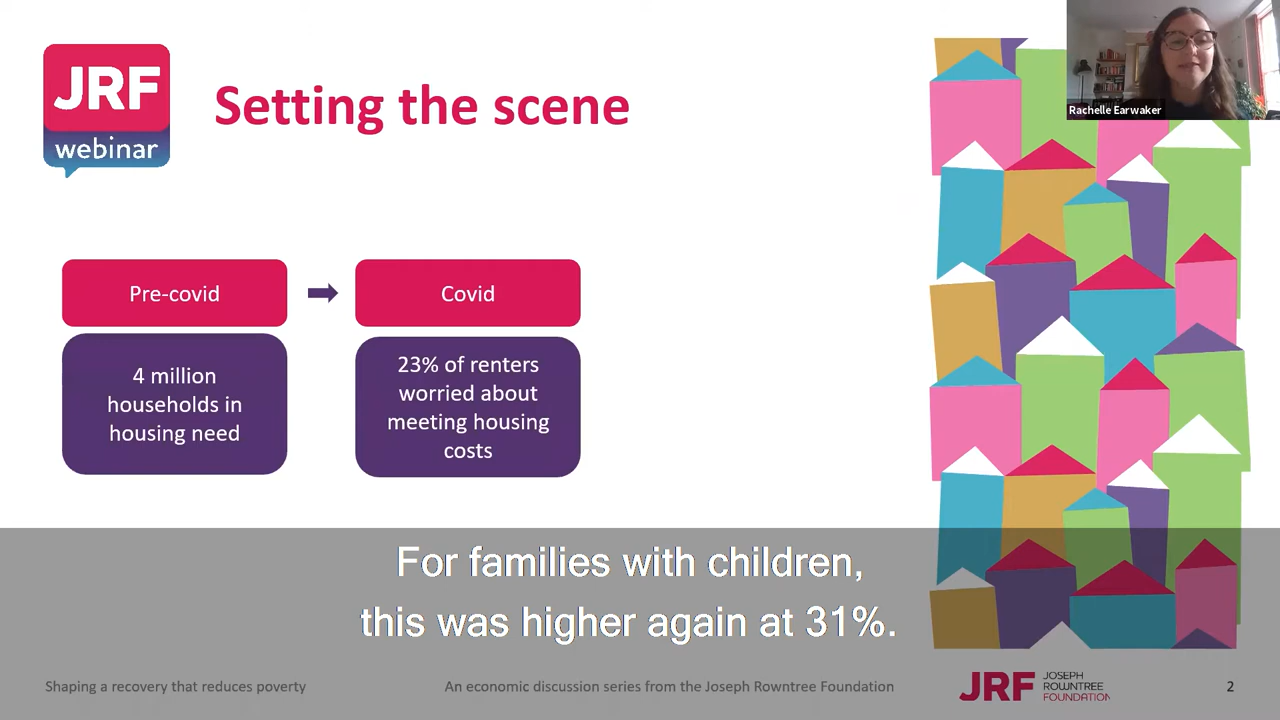 JRF
webinar
Setting the scene
Rachelle Earwaker
Pre-covid
Covid
4 million
households in
housing need
23% of renters
worried about
meeting housing
costs
For families with children,
this was higher again at 31%.
Shaping a recovery that reduces poverty
An economic discussion series from the Joseph Rowntree Foundation
JRF
JOSEPH
ROWNTREE
FOUNDATION
2